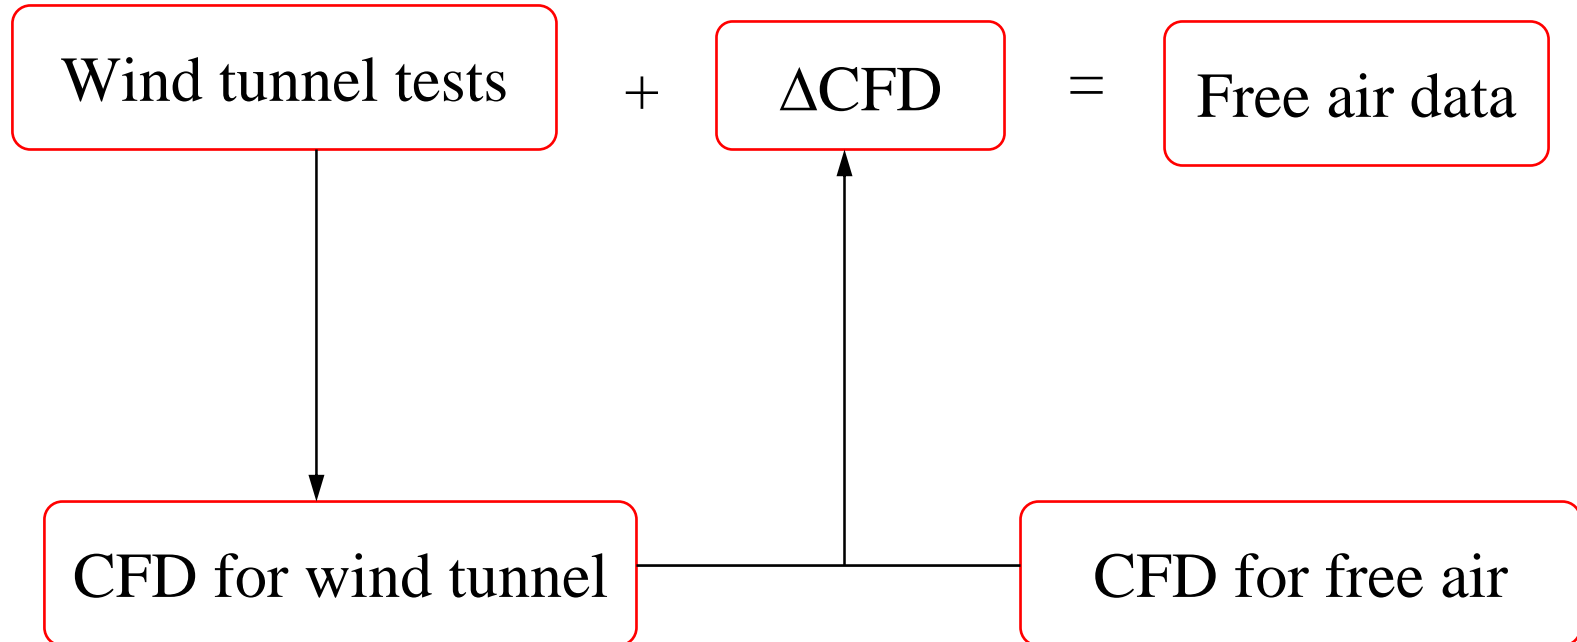 Wind tunnel tests + ΔCFD = Free air data
CFD for wind tunnel CFD for free air